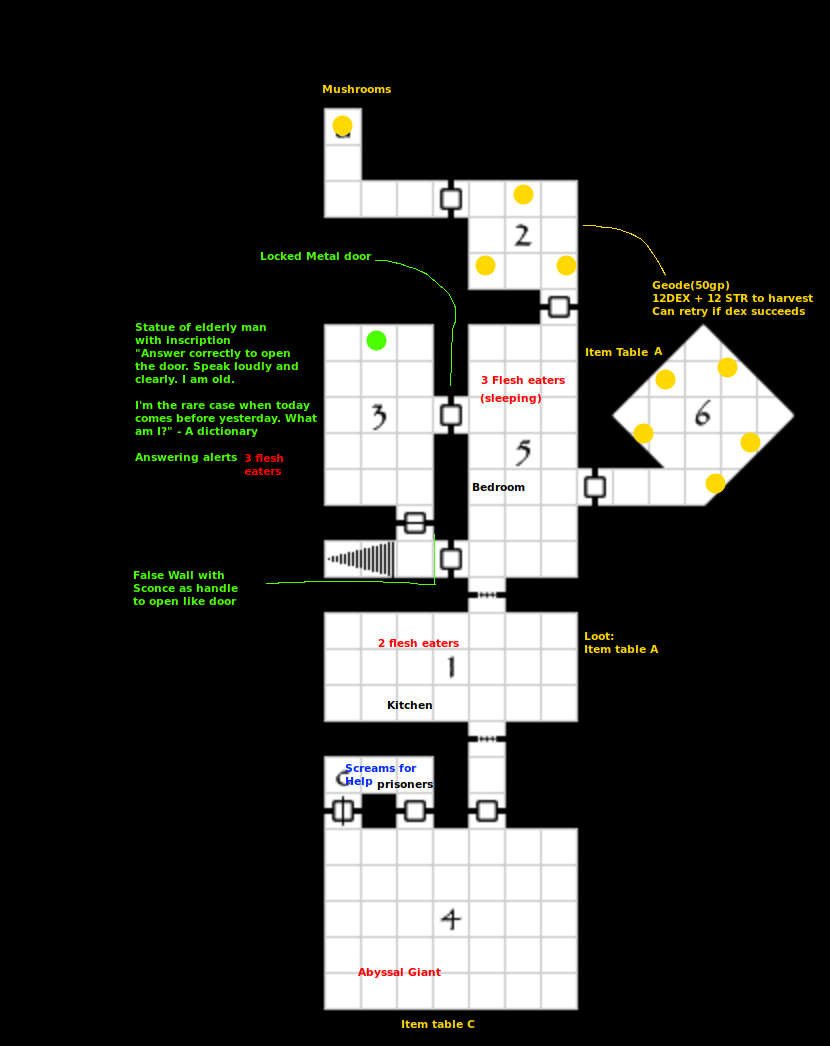 Mushrooms
2
Locked Metal door
Geode(50gp)
12DEX + 12 STR to harvest
Can retry if dex succeeds
Statue of elderly man
with inscription
"Answer correctly to open
the door. Speak loudly and
clearly. I am old.
I'm the rare case when today
comes before yesterday. What
am I?" - A dictionary
Answering alerts 3 flesh
eaters
3
3 Flesh eaters
(sleeping)
5
Bedroom
Item Table A
6
False Wall with
Sconce as handle
to open like door
2 flesh eaters
1
Kitchen
Loot:
Item table A
Screams for
Help prisoners
4
Abyssal Giant
Item table C